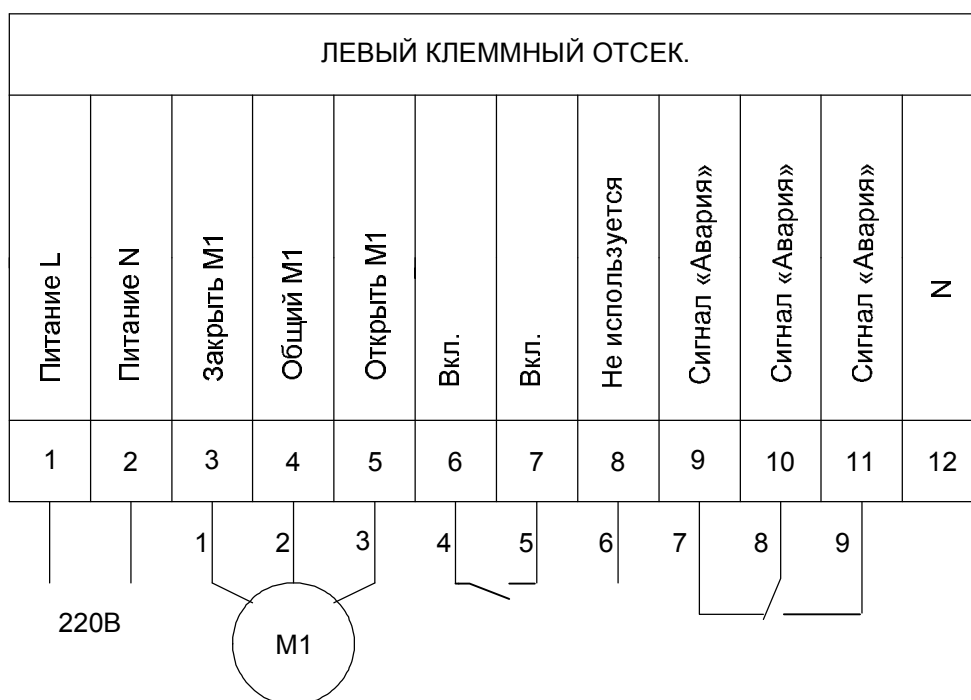 ЛЕВЫЙ КЛЕММНЫЙ ОТСЕК.
Питание L
Питание N
Закрыть М1
Общий М1
Открыть М1
Вкл.
Вкл.
Не используется
Сигнал «Авария»
Сигнал «Авария»
Сигнал «Авария»
N
1 2 3 4 5 6 7 8 9 10 11 12
1 2 3 4 5 6 7 8 9
220В
М1